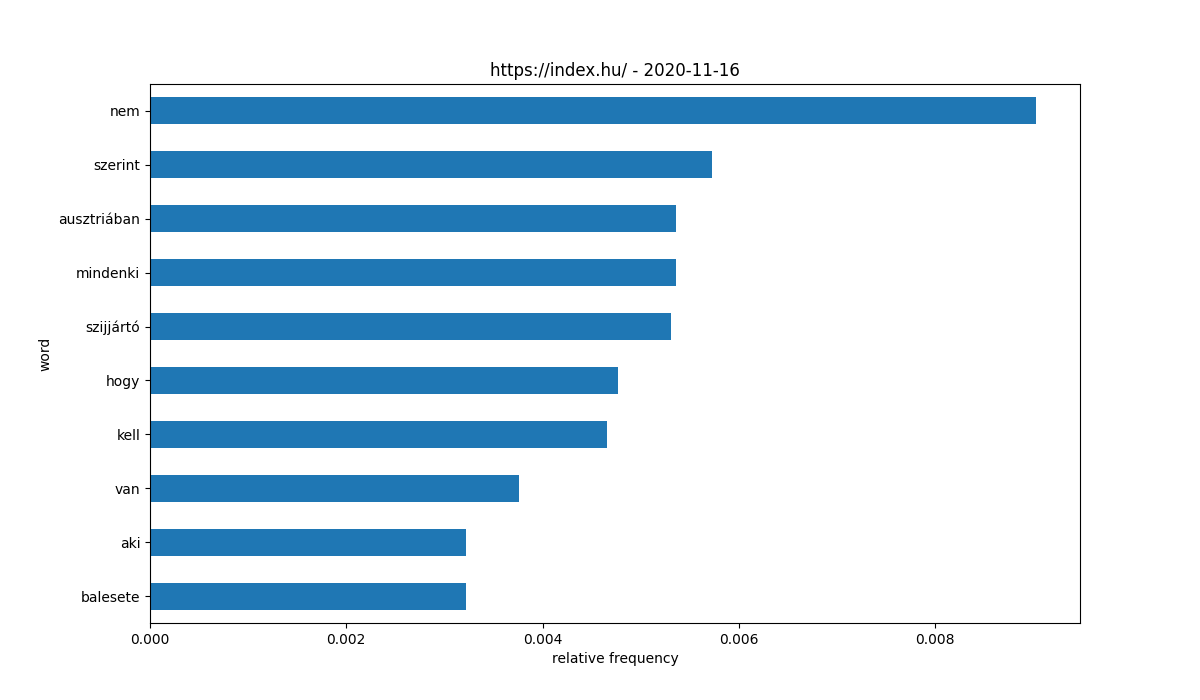 https://index.hu/ - 2020-11-16
nem
szerint
ausztriában
mindenki
szijjártó
hogy
kell
van
aki
balesete
word
0.000 0.002 0.004 0.006 0.008
relative frequency